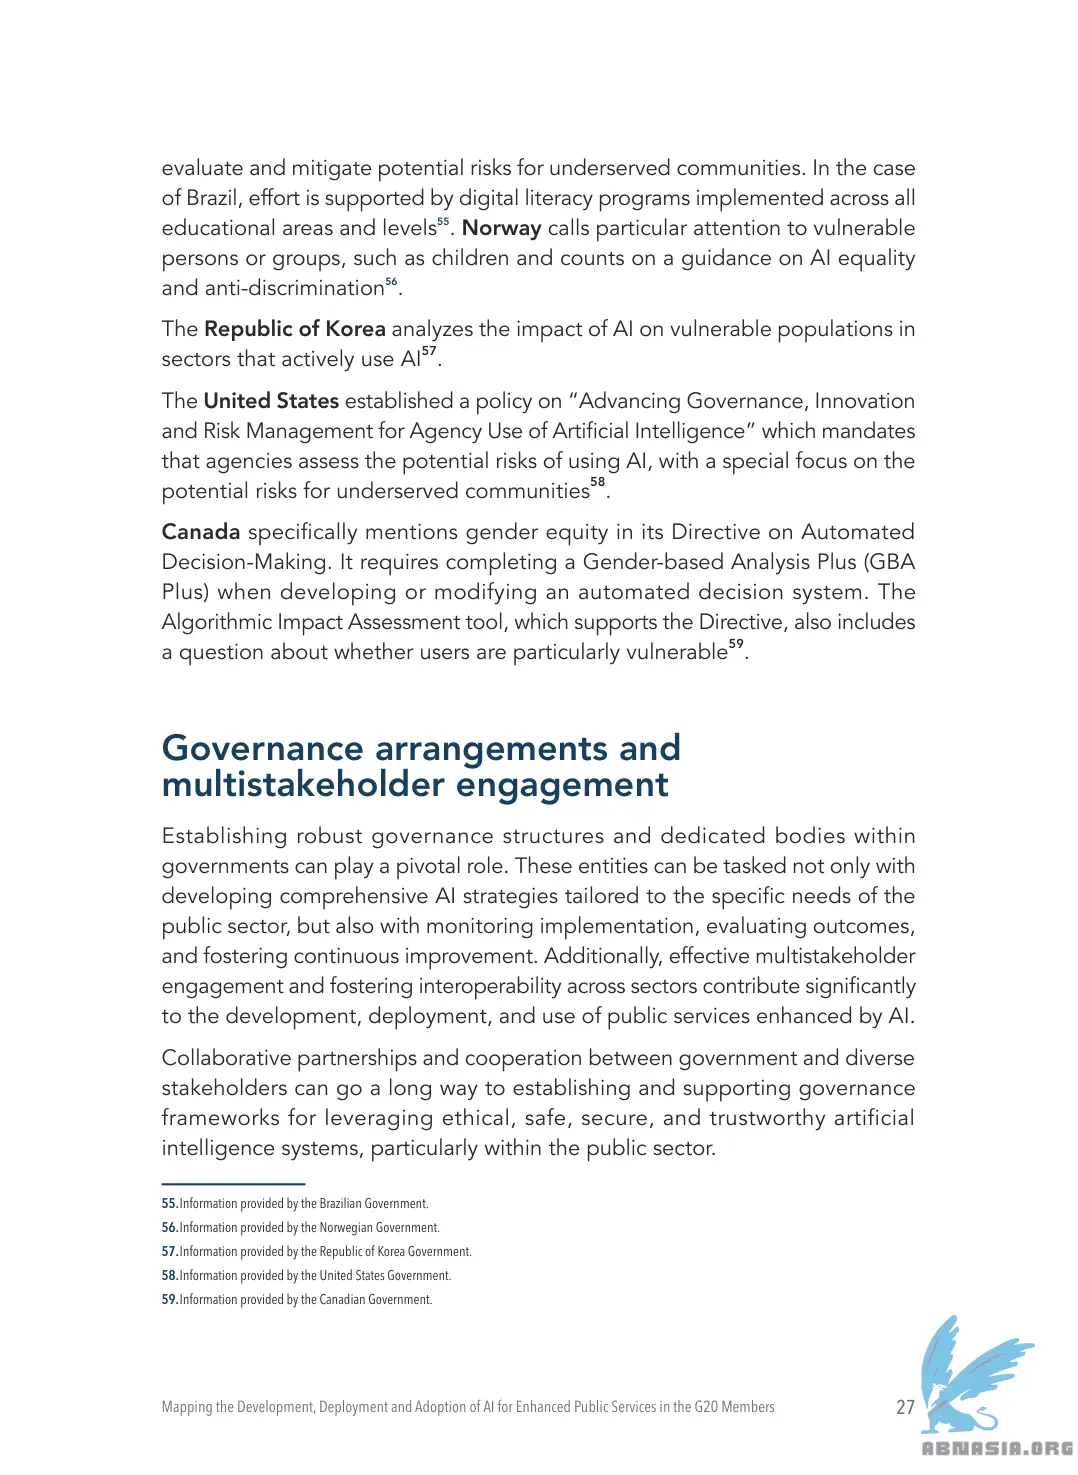 evaluate and mitigate potential risks for underserved communities. In the case
of Brazil, effort is supported by digital literacy programs implemented across all
educational areas and levels55. Norway calls particular attention to vulnerable
persons or groups, such as children and counts on a guidance on AI equality
and anti-discrimination56.
The Republic of Korea analyzes the impact of AI on vulnerable populations in
sectors that actively use AI57.
The United States established a policy on “Advancing Governance, Innovation
and Risk Management for Agency Use of Artificial Intelligence” which mandates
that agencies assess the potential risks of using AI, with a special focus on the
potential risks for underserved communities58.
Canada specifically mentions gender equity in its Directive on Automated
Decision-Making. It requires completing a Gender-based Analysis Plus (GBA
Plus) when developing or modifying an automated decision system. The
Algorithmic Impact Assessment tool, which supports the Directive, also includes
a question about whether users are particularly vulnerable59.
Governance arrangements and
multistakeholder engagement
Establishing robust governance structures and dedicated bodies within
governments can play a pivotal role. These entities can be tasked not only with
developing comprehensive AI strategies tailored to the specific needs of the
public sector, but also with monitoring implementation, evaluating outcomes,
and fostering continuous improvement. Additionally, effective multistakeholder
engagement and fostering interoperability across sectors contribute significantly
to the development, deployment, and use of public services enhanced by AI.
Collaborative partnerships and cooperation between government and diverse
stakeholders can go a long way to establishing and supporting governance
frameworks for leveraging ethical, safe, secure, and trustworthy artificial
intelligence systems, particularly within the public sector.
55.Information provided by the Brazilian Government.
56.Information provided by the Norwegian Government.
57.Information provided by the Republic of Korea Government.
58.Information provided by the United States Government.
59.Information provided by the Canadian Government.
Mapping the Development, Deployment and Adoption of AI for Enhanced Public Services in the G20 Members 27
ABNASIA.ORG